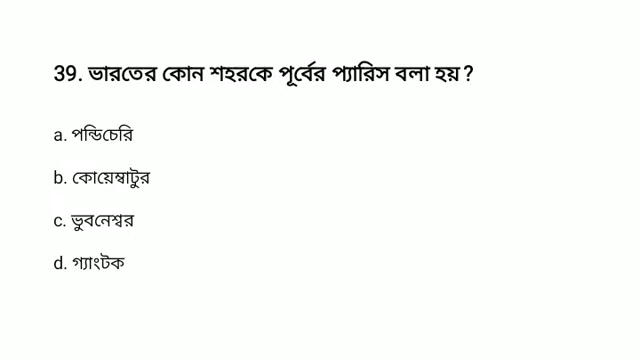 39. ভারতের কোন শহরকে পূর্বের প্যারিস বলা হয় ?
a. পন্ডিচেরি
b. কোয়েম্বাটুর
c. ভুবনেশ্বর
d. গ্যাংটক